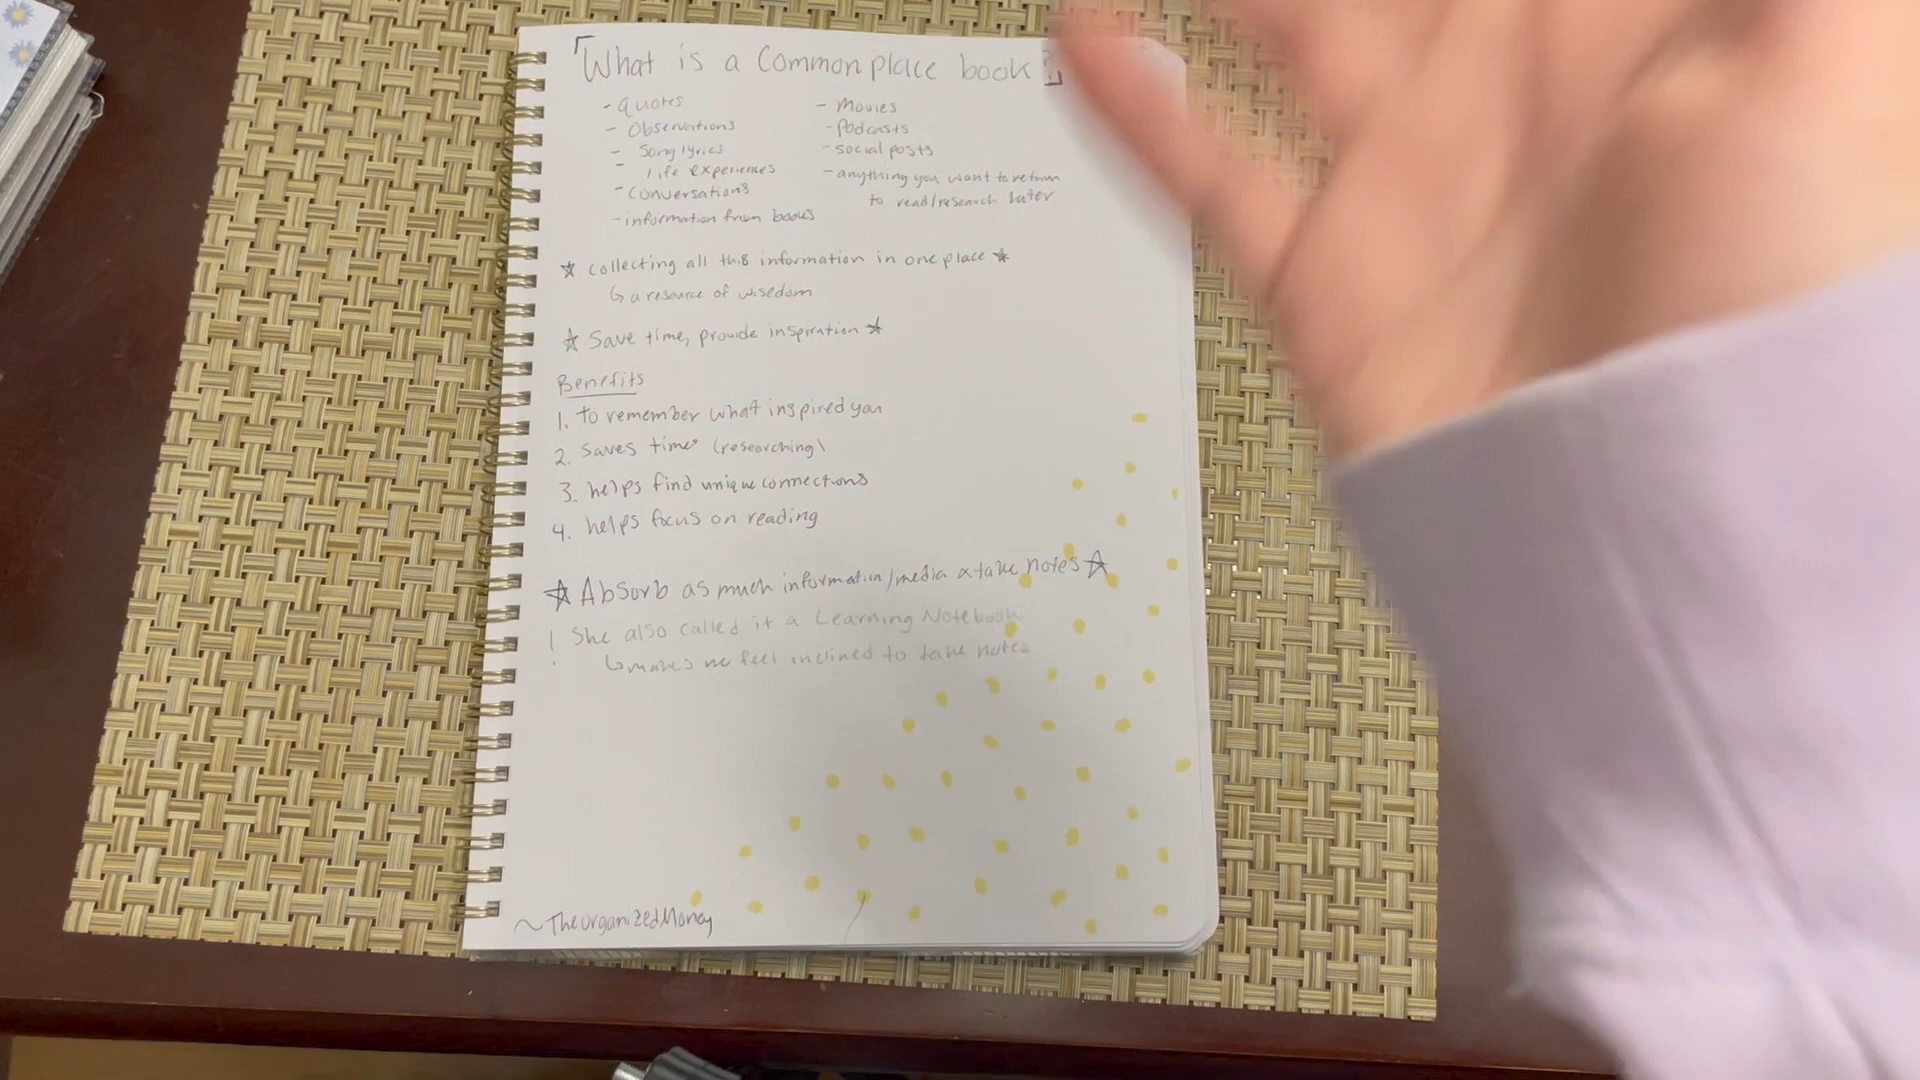 What is a Commonplace book?
- quotes
- Observations
- Song lyrics
- life experiences
- Conversations
- information from books
- Movies
- Podcasts
- social posts
- anything you want to return
to read/research later
☆ collecting all this information in one place ☆
↳ a resource of wisedom
☆ Save time, provide inspiration ☆
Benefits
1. to remember what inspired you
2. saves time (researching)
3. helps find unique connections
4. helps focus on reading
☆ Absorb as much information/media & take notes ☆
! She also called it a Learning Notebook
↳ makes me feel inclined to take notes
~ TheOrganizedMoney